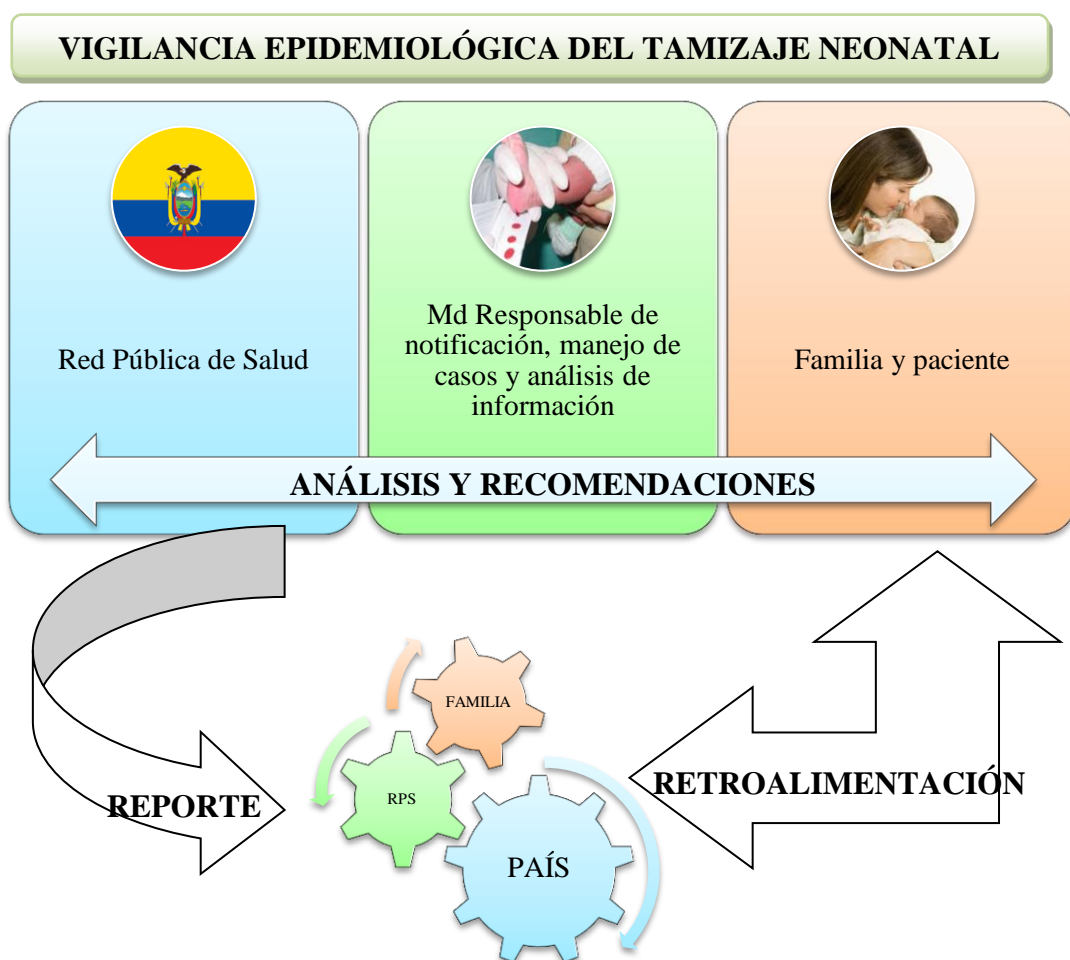 VIGILANCIA EPIDEMIOLÓGICA DEL TAMIZAJE NEONATAL
Red Pública de Salud
Md Responsable de
notificación, manejo de
casos y análisis de
información
Familia y paciente
ANÁLISIS Y RECOMENDACIONES
REPORTE
FAMILIA
RPS
PAÍS
RETROALIMENTACIÓN